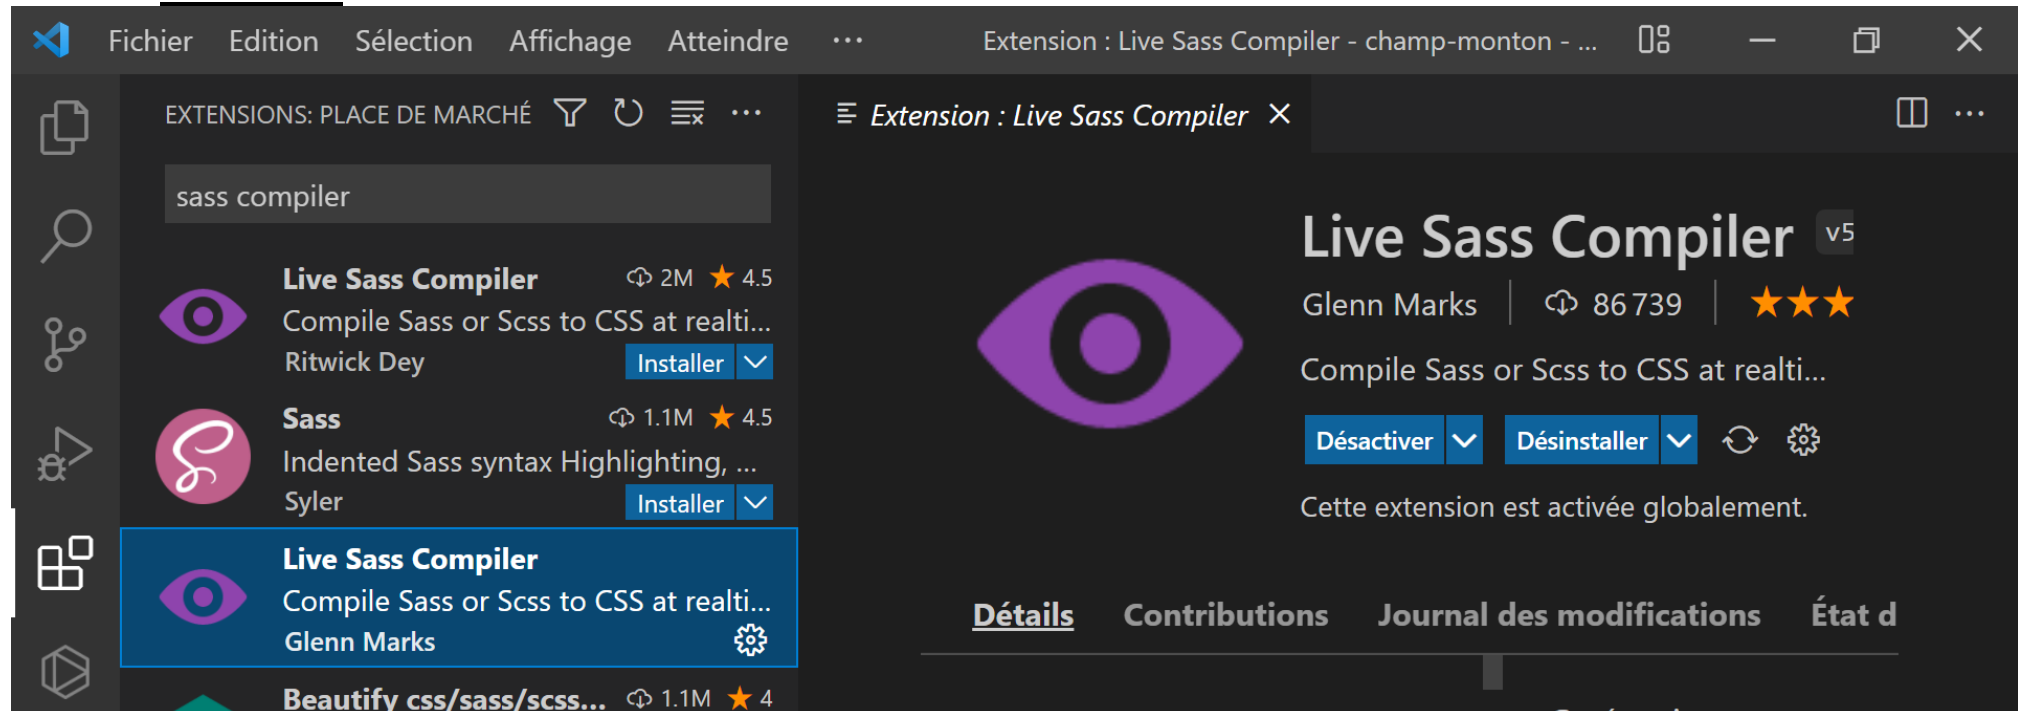 Fichier Edition Sélection Affichage Atteindre ··· Extension : Live Sass Compiler - champ-monton - ...
EXTENSIONS: PLACE DE MARCHÉ
sass compiler
Live Sass Compiler 2M ★ 4.5
Compile Sass or Scss to CSS at realti...
Ritwick Dey Installer
Sass 1.1M ★ 4.5
Indented Sass syntax Highlighting, ...
Syler Installer
Live Sass Compiler
Compile Sass or Scss to CSS at realti...
Glenn Marks
Beautify css/sass/scss... 1.1M ★ 4
Extension : Live Sass Compiler
Live Sass Compiler v5
Glenn Marks 86 739 ★★★
Compile Sass or Scss to CSS at realti...
Désactiver Désinstaller
Cette extension est activée globalement.
Détails Contributions Journal des modifications État d